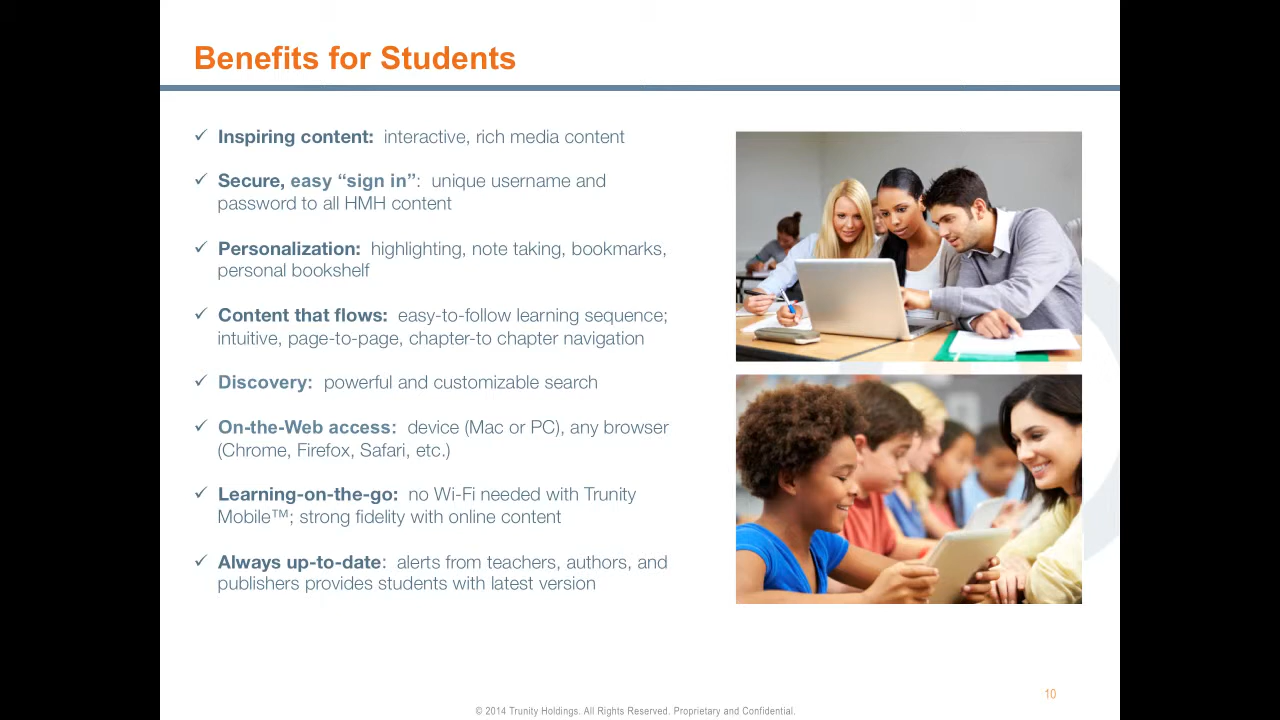 Benefits for Students
✓ Inspiring content: interactive, rich media content
✓ Secure, easy “sign in”: unique username and
password to all HMH content
✓ Personalization: highlighting, note taking, bookmarks,
personal bookshelf
✓ Content that flows: easy-to-follow learning sequence;
intuitive, page-to-page, chapter-to chapter navigation
✓ Discovery: powerful and customizable search
✓ On-the-Web access: device (Mac or PC), any browser
(Chrome, Firefox, Safari, etc.)
✓ Learning-on-the-go: no Wi-Fi needed with Trunity
Mobile™; strong fidelity with online content
✓ Always up-to-date: alerts from teachers, authors, and
publishers provides students with latest version
10
© 2014 Trunity Holdings. All Rights Reserved. Proprietary and Confidential.